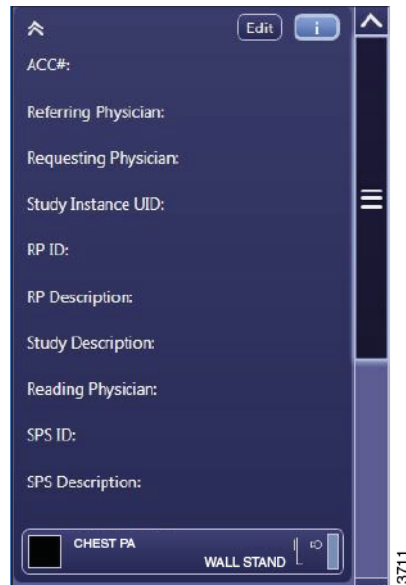 Edit i
ACC#:
Referring Physician:
Requesting Physician:
Study Instance UID:
RP ID:
RP Description:
Study Description:
Reading Physician:
SPS ID:
SPS Description:
CHEST PA
WALL STAND
3711